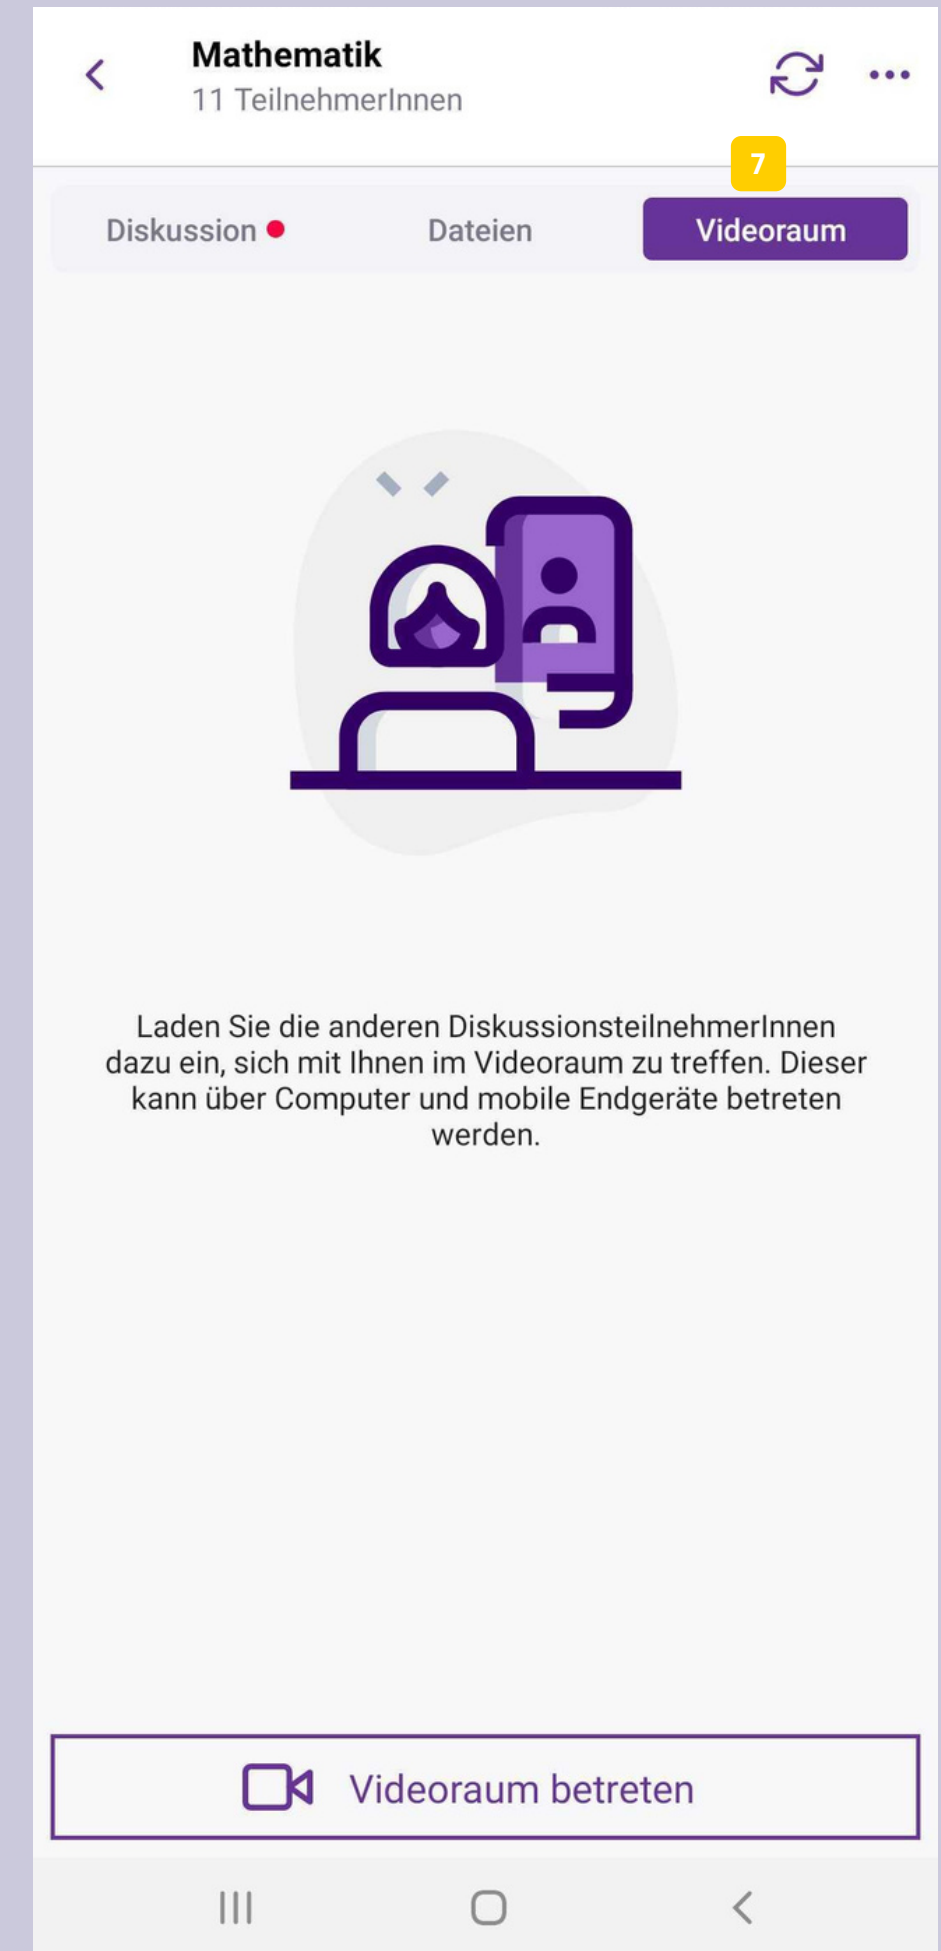 Mathematik
11 TeilnehmerInnen
7
Diskussion Dateien Videoraum
Laden Sie die anderen DiskussionsteilnehmerInnen
dazu ein, sich mit Ihnen im Videoraum zu treffen. Dieser
kann über Computer und mobile Endgeräte betreten
werden.
Videoraum betreten